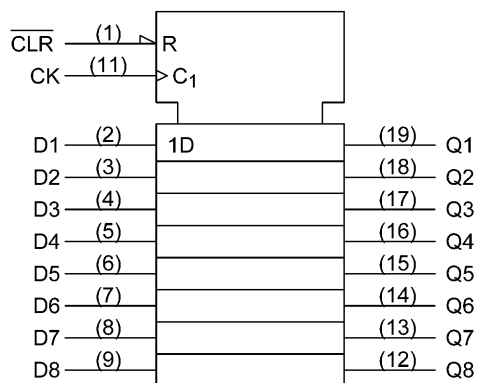 C̅L̅R̅ (1) R
CK (11) C1
D1 (2) 1D (19) Q1
D2 (3) (18) Q2
D3 (4) (17) Q3
D4 (5) (16) Q4
D5 (6) (15) Q5
D6 (7) (14) Q6
D7 (8) (13) Q7
D8 (9) (12) Q8